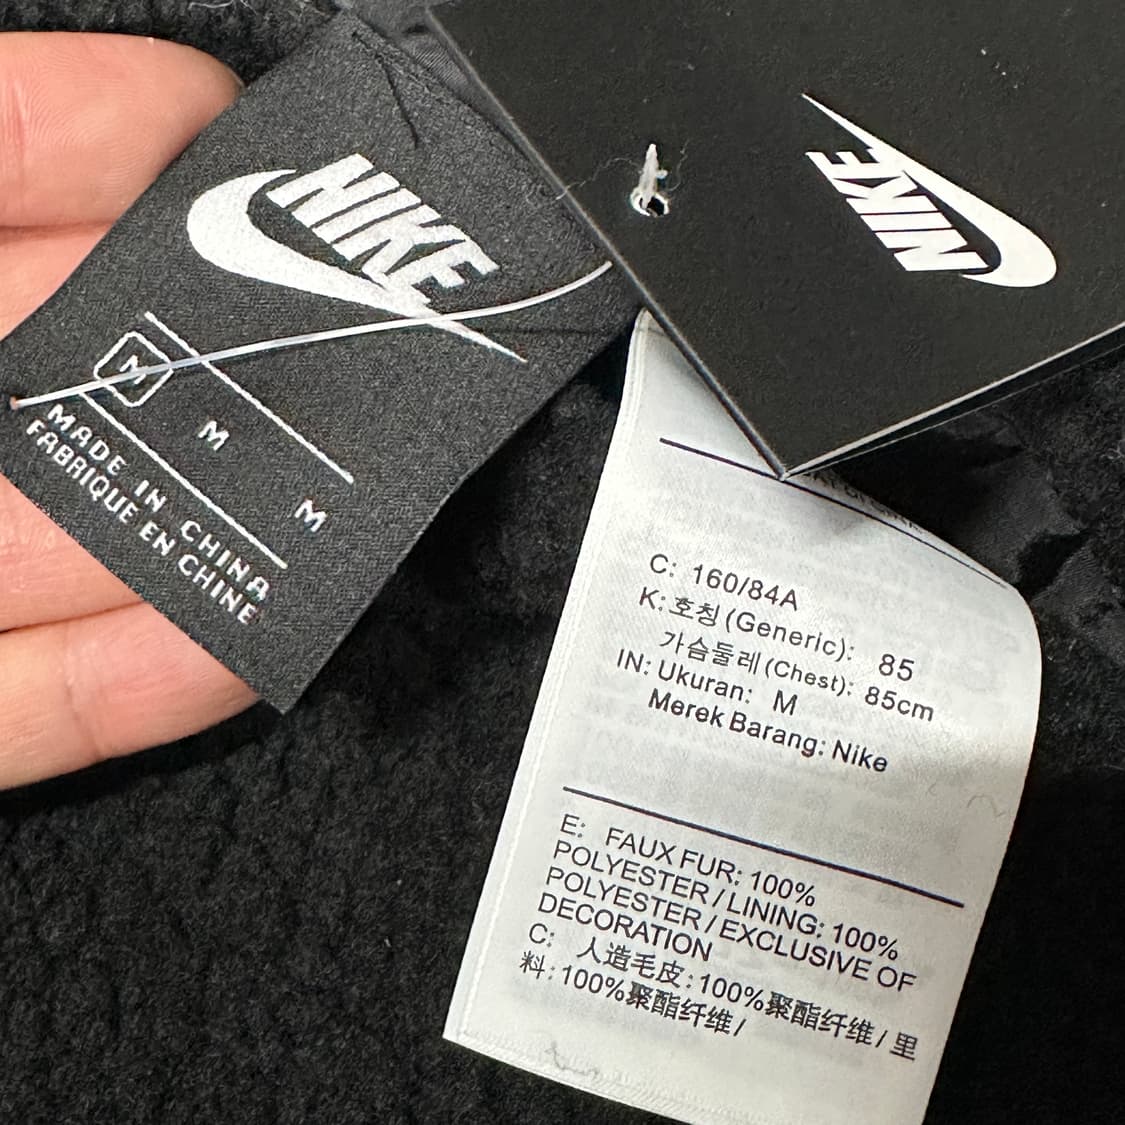 NIKE
M
M
M
MADE IN CHINA
FABRIQUE EN CHINE
NIKE
C: 160/84A
K: 호칭 (Generic): 85
가슴둘레 (Chest): 85cm
IN: Ukuran: M
Merek Barang: Nike
E: FAUX FUR: 100%
POLYESTER / LINING: 100%
POLYESTER / EXCLUSIVE OF
DECORATION
C: 人造毛皮: 100%聚酯纤维 / 里
料: 100%聚酯纤维 /